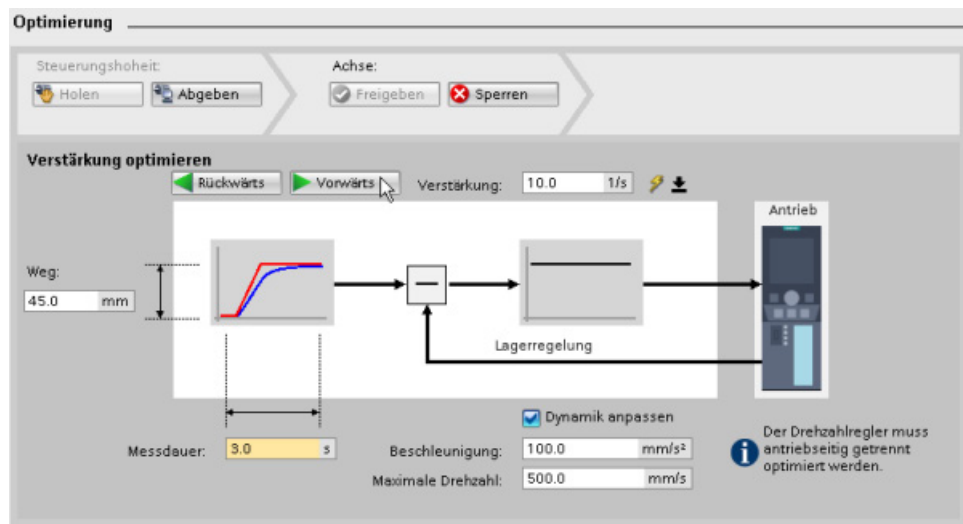 Optimierung
Steuerungshoheit:
Achse:
Holen
Abgeben
Freigeben
Sperren
Verstärkung optimieren
Rückwärts
Vorwärts
Verstärkung:
10.0 1/s
Antrieb
Weg:
45.0 mm
Lagerregelung
Dynamik anpassen
Messdauer:
3.0 s
Beschleunigung:
100.0 mm/s²
Maximale Drehzahl:
500.0 mm/s
Der Drehzahlregler muss
antriebseitig getrennt
optimiert werden.